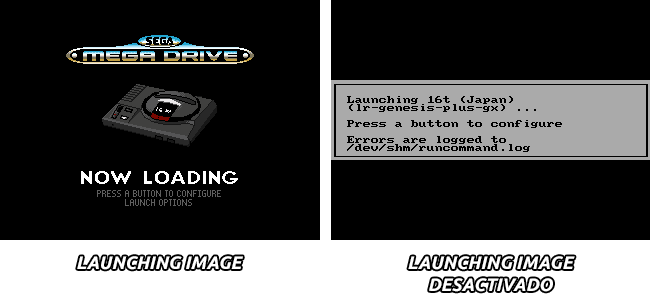 SEGA
MEGA DRIVE
16-BIT
NOW LOADING
PRESS A BUTTON TO CONFIGURE
LAUNCH OPTIONS
Launching 16t (Japan)
(lr-genesis-plus-gx) ...
Press a button to configure
Errors are logged to
/dev/shm/runcommand.log
LAUNCHING IMAGE
LAUNCHING IMAGE
DESACTIVADO